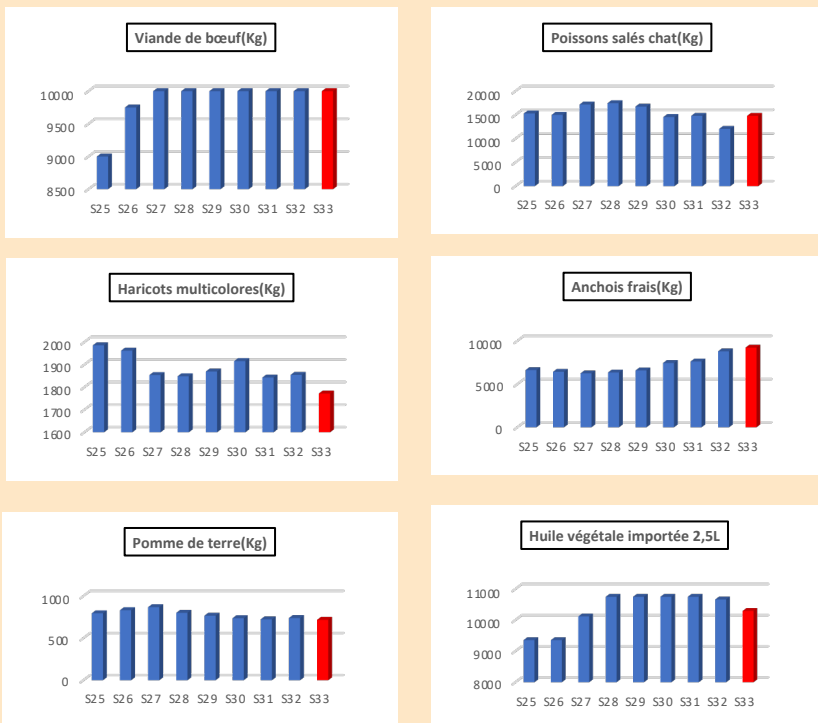 Viande de bœuf(Kg)
10000
9500
9000
8500
S25 S26 S27 S28 S29 S30 S31 S32 S33
Poissons salés chat(Kg)
20000
15000
10000
5000
0
S25 S26 S27 S28 S29 S30 S31 S32 S33
Haricots multicolores(Kg)
2000
1900
1800
1700
1600
S25 S26 S27 S28 S29 S30 S31 S32 S33
Anchois frais(Kg)
10000
5000
0
S25 S26 S27 S28 S29 S30 S31 S32 S33
Pomme de terre(Kg)
1000
500
0
S25 S26 S27 S28 S29 S30 S31 S32 S33
Huile végétale importée 2,5L
11000
10000
9000
8000
S25 S26 S27 S28 S29 S30 S31 S32 S33